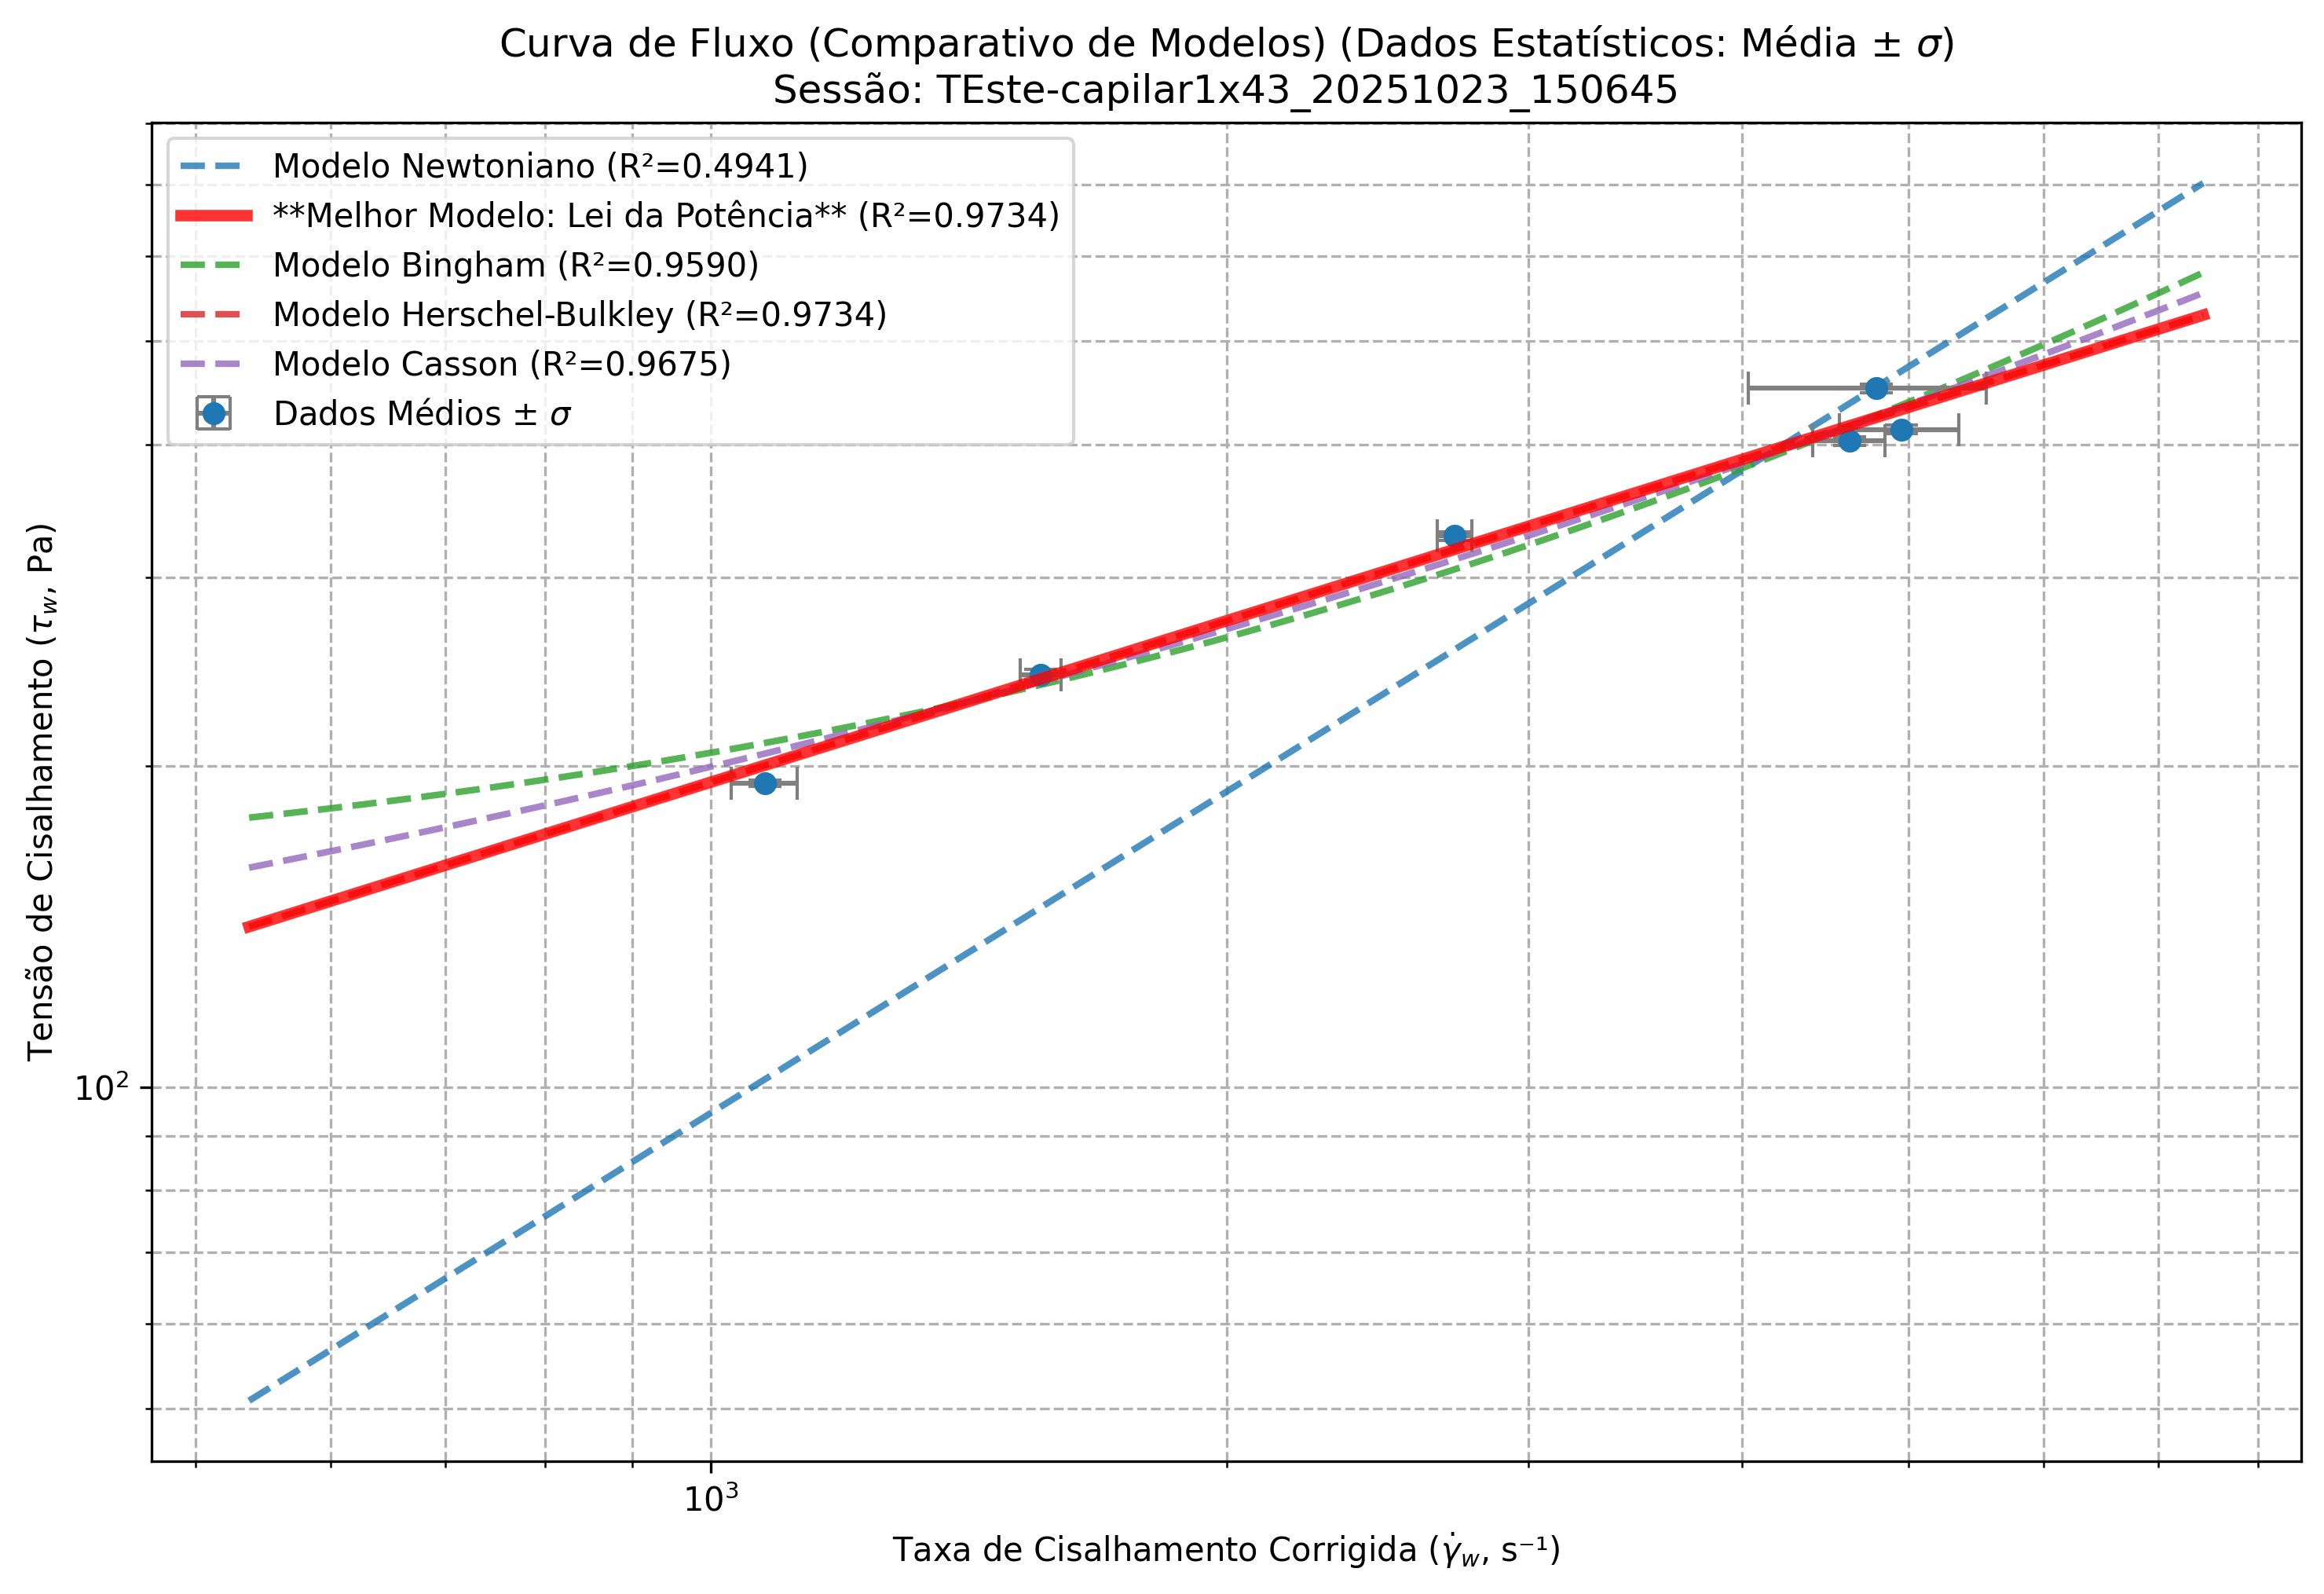 Curva de Fluxo (Comparativo de Modelos) (Dados Estatísticos: Média ± σ)
Sessão: TEste-capilar1x43_20251023_150645
Modelo Newtoniano (R²=0.4941)
**Melhor Modelo: Lei da Potência** (R²=0.9734)
Modelo Bingham (R²=0.9590)
Modelo Herschel-Bulkley (R²=0.9734)
Modelo Casson (R²=0.9675)
Dados Médios ± σ
Tensão de Cisalhamento (τ_w, Pa)
10²
10³
Taxa de Cisalhamento Corrigida (γ̇_w, s⁻¹)